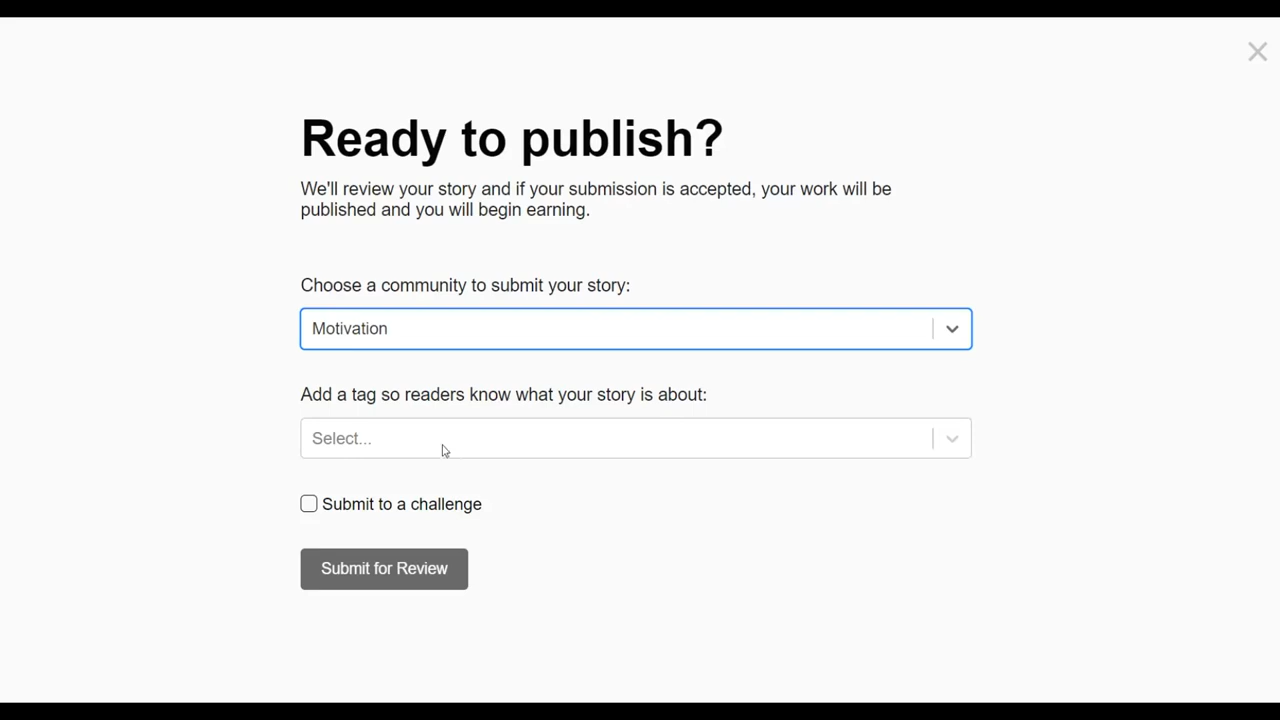 Ready to publish?
We'll review your story and if your submission is accepted, your work will be
published and you will begin earning.
Choose a community to submit your story:
Motivation
Add a tag so readers know what your story is about:
Select...
Submit to a challenge
Submit for Review